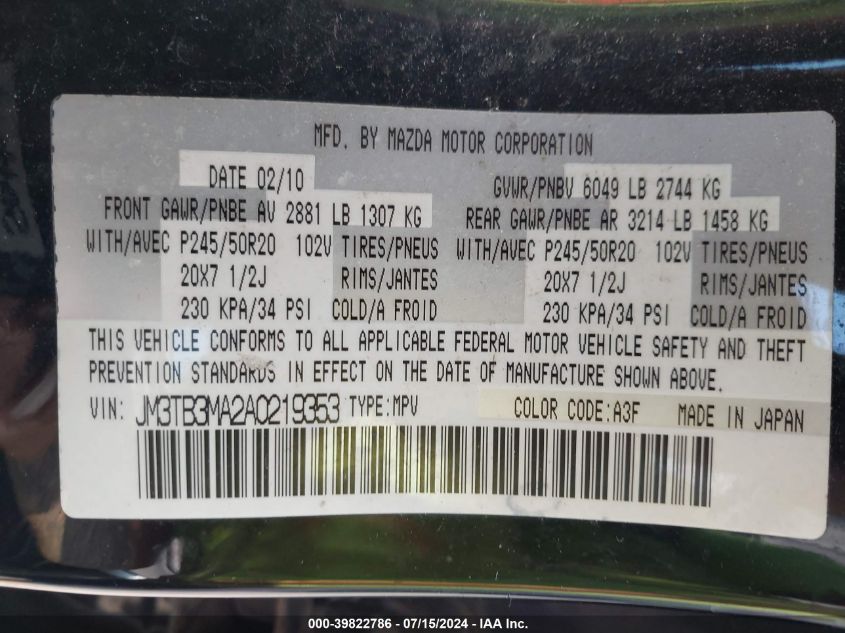 MFD. BY MAZDA MOTOR CORPORATION
DATE 02/10 GVWR/PNBV 6049 LB 2744 KG
FRONT GAWR/PNBE AV 2881 LB 1307 KG REAR GAWR/PNBE AR 3214 LB 1458 KG
WITH/AVEC P245/50R20 102V TIRES/PNEUS WITH/AVEC P245/50R20 102V TIRES/PNEUS
20X7 1/2J RIMS/JANTES 20X7 1/2J RIMS/JANTES
230 KPA/34 PSI COLD/A FROID 230 KPA/34 PSI COLD/A FROID
THIS VEHICLE CONFORMS TO ALL APPLICABLE FEDERAL MOTOR VEHICLE SAFETY AND THEFT
PREVENTION STANDARDS IN EFFECT ON THE DATE OF MANUFACTURE SHOWN ABOVE.
VIN: JM3TB3MA2A0219353 TYPE:MPV COLOR CODE:A3F MADE IN JAPAN
000-39822786 - 07/15/2024 - IAA Inc.